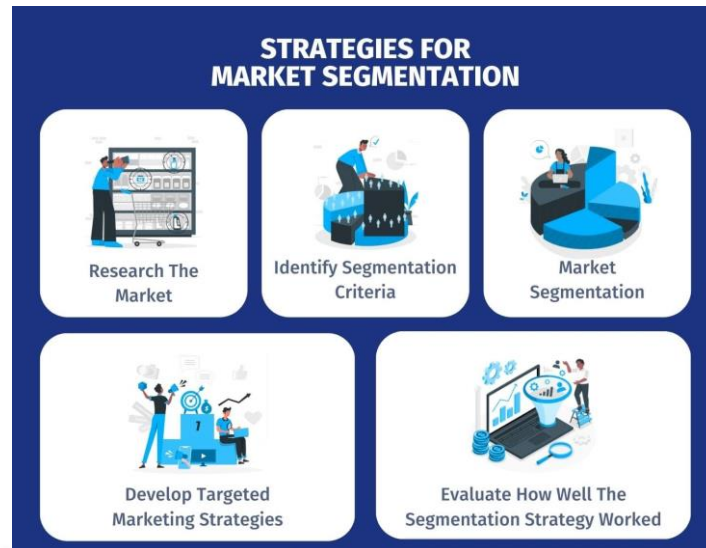 STRATEGIES FOR
MARKET SEGMENTATION
Research The
Market
Identify Segmentation
Criteria
Market
Segmentation
Develop Targeted
Marketing Strategies
Evaluate How Well The
Segmentation Strategy Worked